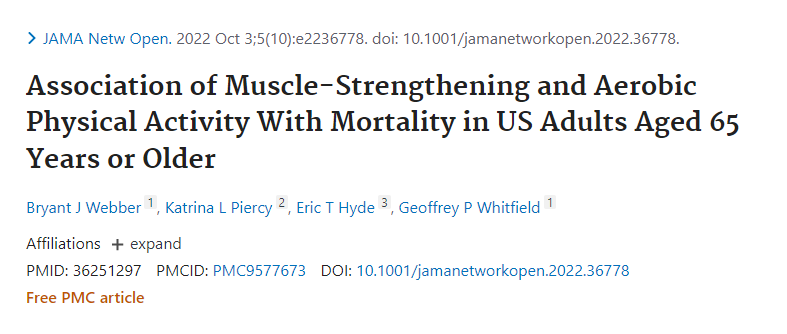 JAMA Netw Open. 2022 Oct 3;5(10):e2236778. doi: 10.1001/jamanetworkopen.2022.36778.
Association of Muscle-Strengthening and Aerobic
Physical Activity With Mortality in US Adults Aged 65
Years or Older
Bryant J Webber 1, Katrina L Piercy 2, Eric T Hyde 3, Geoffrey P Whitfield 1
Affiliations + expand
PMID: 36251297 PMCID: PMC9577673 DOI: 10.1001/jamanetworkopen.2022.36778
Free PMC article